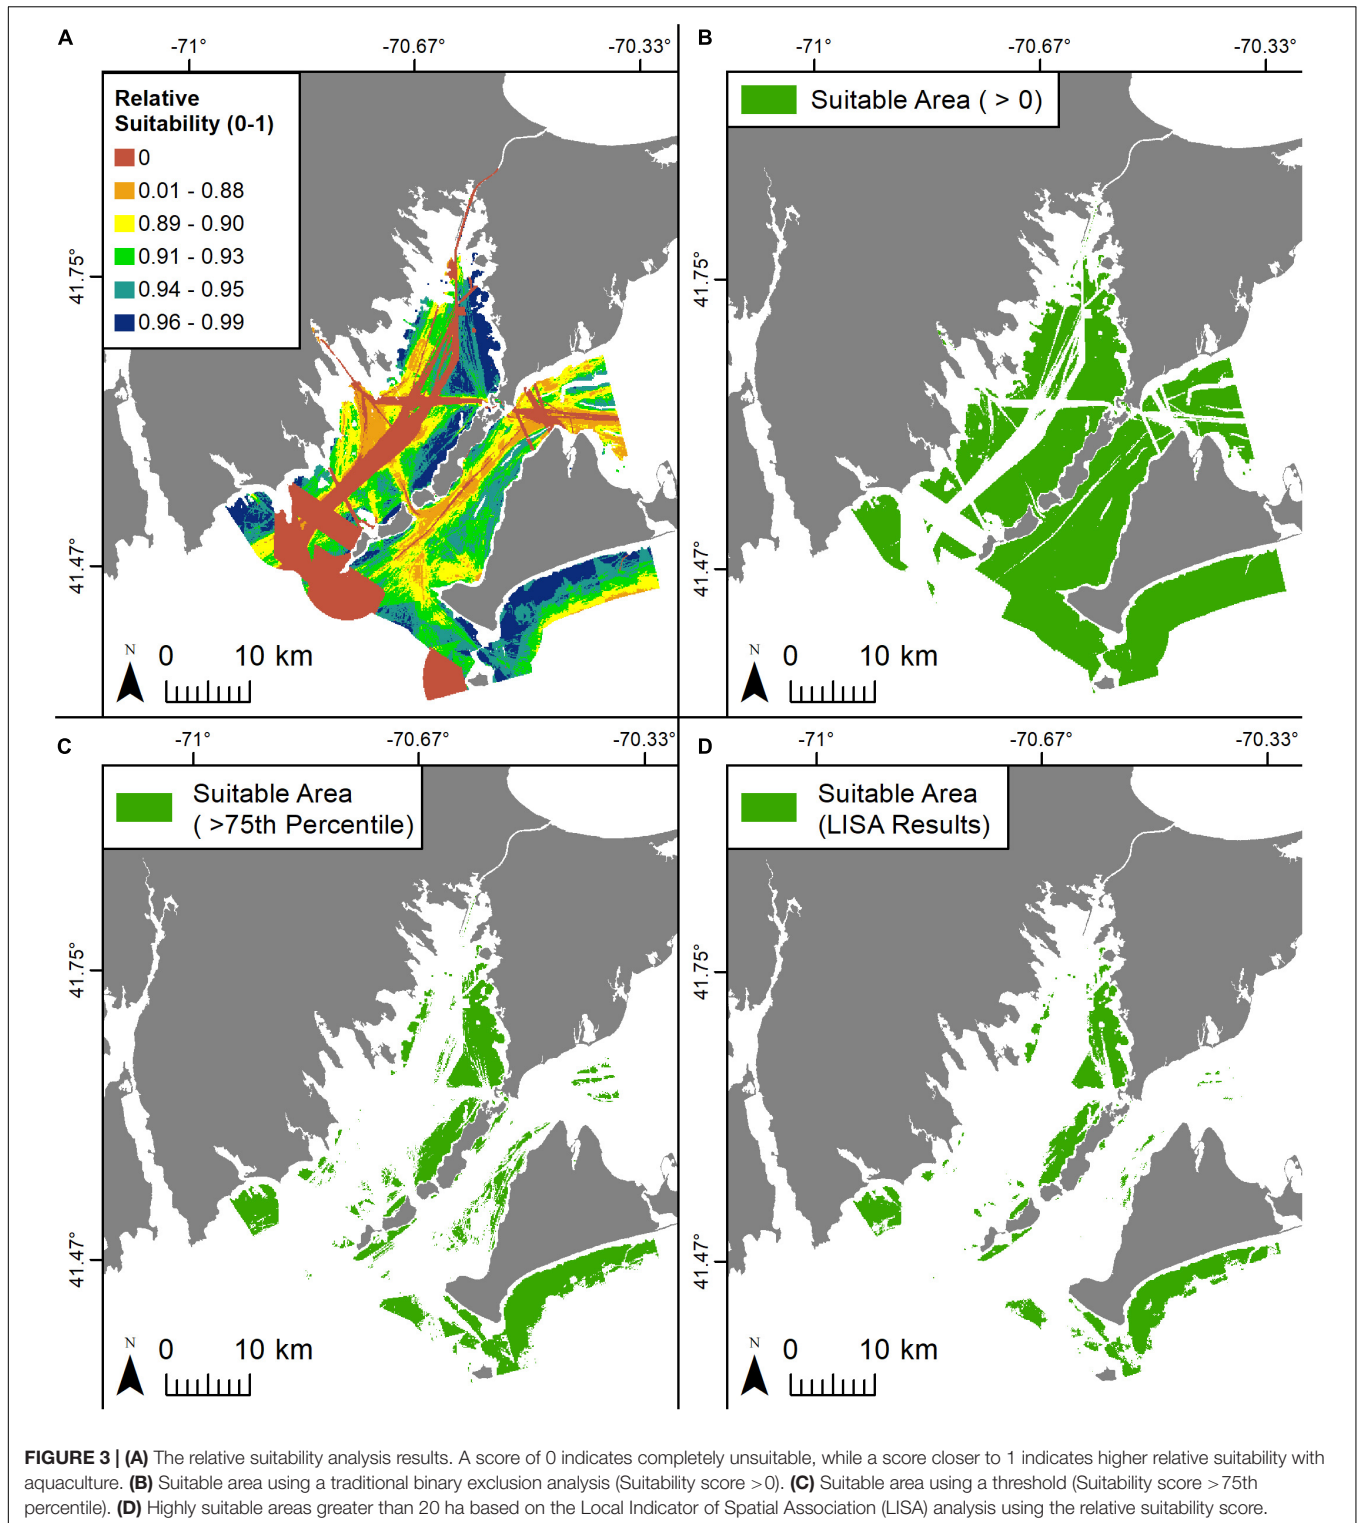 A
-71°
-70.67°
-70.33°
Relative
Suitability (0-1)
0
0.01 - 0.88
0.89 - 0.90
0.91 - 0.93
0.94 - 0.95
0.96 - 0.99
41.75°
41.47°
N
0 10 km
B
-71°
-70.67°
-70.33°
Suitable Area ( > 0)
41.75°
41.47°
N
0 10 km
C
-71°
-70.67°
-70.33°
Suitable Area
( >75th Percentile)
41.75°
41.47°
N
0 10 km
D
-71°
-70.67°
-70.33°
Suitable Area
(LISA Results)
41.75°
41.47°
N
0 10 km
FIGURE 3 | (A) The relative suitability analysis results. A score of 0 indicates completely unsuitable, while a score closer to 1 indicates higher relative suitability with
aquaculture. (B) Suitable area using a traditional binary exclusion analysis (Suitability score >0). (C) Suitable area using a threshold (Suitability score >75th
percentile). (D) Highly suitable areas greater than 20 ha based on the Local Indicator of Spatial Association (LISA) analysis using the relative suitability score.